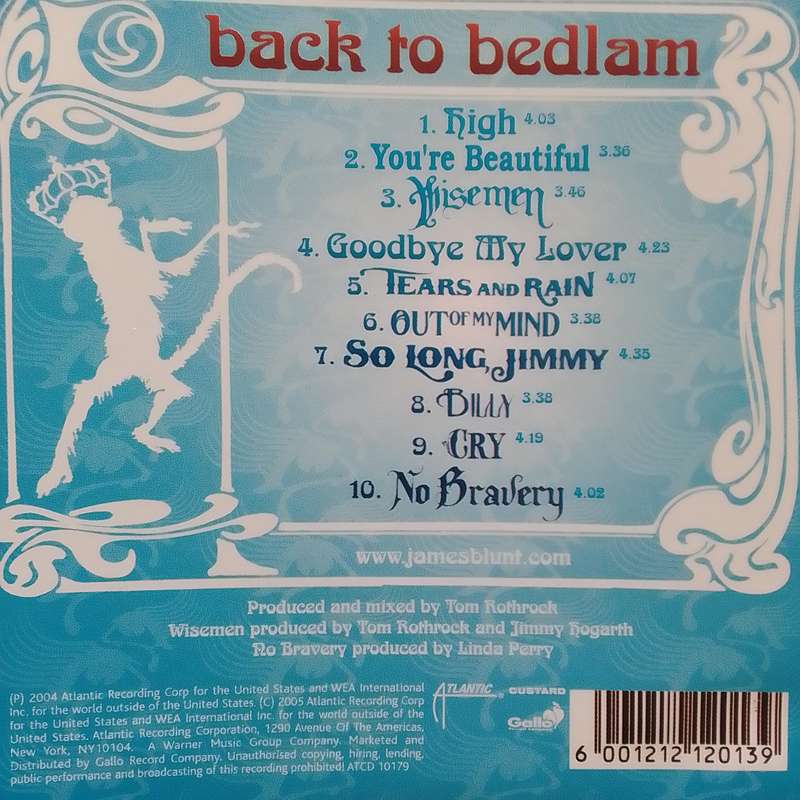 back to bedlam
1. High 4.03
2. You're Beautiful 3.36
3. Wisemen 3.46
4. Goodbye My Lover 4.23
5. TEARS AND RAIN 4.07
6. OUT OF MY MIND 3.38
7. SO LONG, JIMMY 4.35
8. BILLY 3.38
9. CRY 4.19
10. No Bravery 4.02
www.jamesblunt.com
Produced and mixed by Tom Rothrock
Wisemen produced by Tom Rothrock and Jimmy Hogarth
No Bravery produced by Linda Perry
(P) 2004 Atlantic Recording Corp for the United States and WEA International
Inc. for the world outside of the United States. (C) 2005 Atlantic Recording Corp
for the United States and WEA International Inc. for the world outside of the
United States. Atlantic Recording Corporation, 1290 Avenue Of The Americas,
New York, NY10104. A Warner Music Group Company. Marketed and
Distributed by Gallo Record Company. Unauthorised copying, hiring, lending,
public performance and broadcasting of this recording prohibited! ATCD 10179
ATLANTIC ®
CUSTARD
Gallo
6 001212 120139